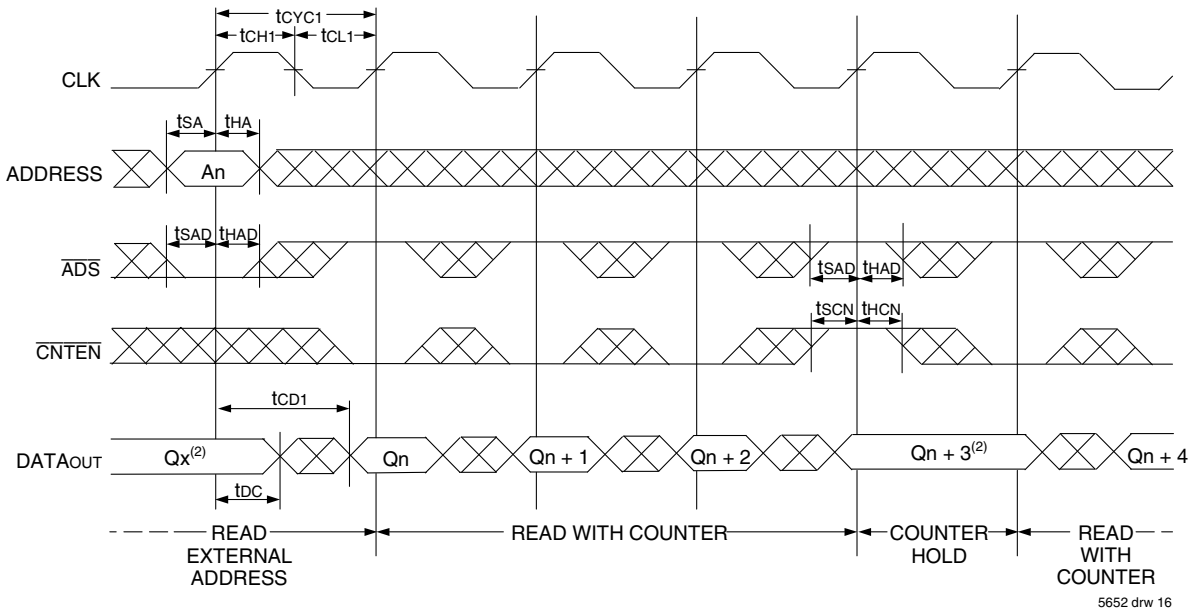 tCYC1
tCH1 tCL1
CLK
tSA tHA
ADDRESS An
tSAD tHAD
ADS
tSAD tHAD
tSCN tHCN
CNTEN
tCD1
DATAOUT Qx(2) Qn Qn + 1 Qn + 2 Qn + 3(2) Qn + 4
tDC
READ EXTERNAL ADDRESS
READ WITH COUNTER
COUNTER HOLD
READ WITH COUNTER
5652 drw 16